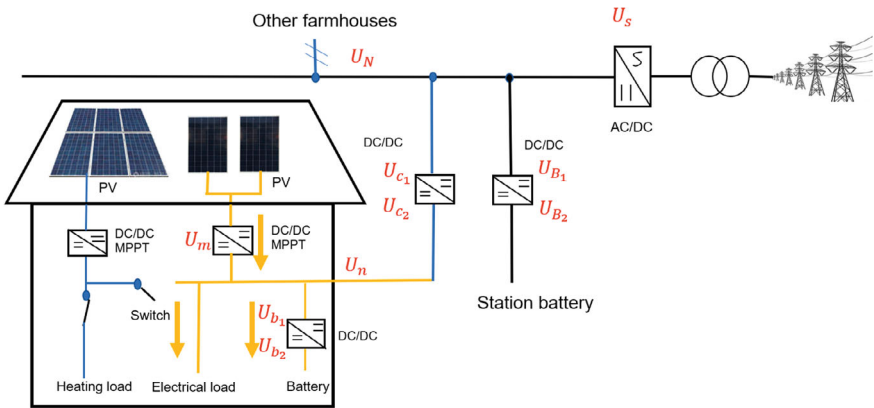 Other farmhouses
U_N
U_s
AC/DC
PV
PV
DC/DC
U_c1
U_c2
DC/DC
U_B1
U_B2
DC/DC
MPPT
U_m
DC/DC
MPPT
U_n
Station battery
Switch
U_b1
U_b2
DC/DC
Heating load
Electrical load
Battery